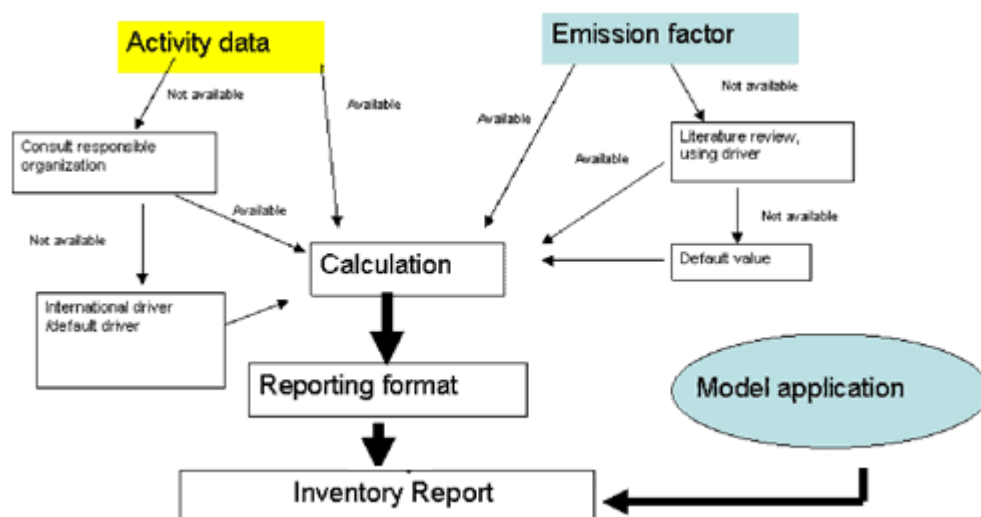 Activity data
Emission factor
Not available
Available
Available
Not available
Consult responsible
organization
Literature review,
using driver
Available
Available
Not available
Not available
Calculation
Default value
International driver
/default driver
Reporting format
Model application
Inventory Report